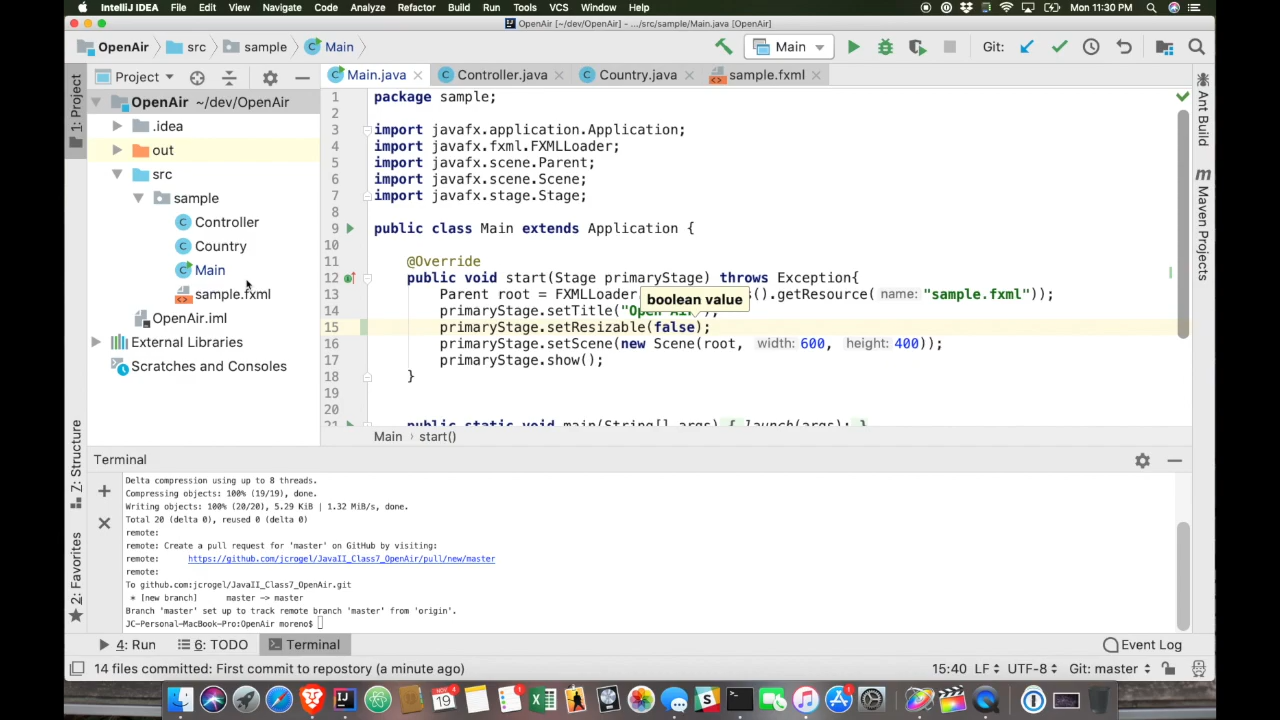 IntelliJ IDEA File Edit View Navigate Code Analyze Refactor Build Run Tools VCS Window Help Mon 11:30 PM
OpenAir [~/dev/OpenAir] - .../src/sample/Main.java [OpenAir]
OpenAir src sample Main Main Git:
1: Project
Project
Main.java Controller.java Country.java sample.fxml
OpenAir ~/dev/OpenAir
.idea
out
src
sample
Controller
Country
Main
sample.fxml
OpenAir.iml
External Libraries
Scratches and Consoles
1 package sample;
2
3 import javafx.application.Application;
4 import javafx.fxml.FXMLLoader;
5 import javafx.scene.Parent;
6 import javafx.scene.Scene;
7 import javafx.stage.Stage;
8
9 public class Main extends Application {
10
11 @Override
12 public void start(Stage primaryStage) throws Exception{
boolean value
13 Parent root = FXMLLoader ().getResource( name: "sample.fxml"));
14 primaryStage.setTitle("Open Air");
15 primaryStage.setResizable(false);
16 primaryStage.setScene(new Scene(root, width: 600, height: 400));
17 primaryStage.show();
18 }
19
20
21 public static void main(String[] args) { launch(args); }
Main start()
Ant Build
m Maven Projects
Terminal
Delta compression using up to 8 threads.
Compressing objects: 100% (19/19), done.
Writing objects: 100% (20/20), 5.29 KiB | 1.32 MiB/s, done.
Total 20 (delta 0), reused 0 (delta 0)
remote:
remote: Create a pull request for 'master' on GitHub by visiting:
remote: https://github.com/jcrogel/JavaII_Class7_OpenAir/pull/new/master
remote:
To github.com:jcrogel/JavaII_Class7_OpenAir.git
* [new branch] master -> master
Branch 'master' set up to track remote branch 'master' from 'origin'.
JC-Personal-MacBook-Pro:OpenAir moreno$
7: Structure
2: Favorites
4: Run 6: TODO Terminal Event Log
14 files committed: First commit to repostory (a minute ago) 15:40 LF UTF-8 Git: master